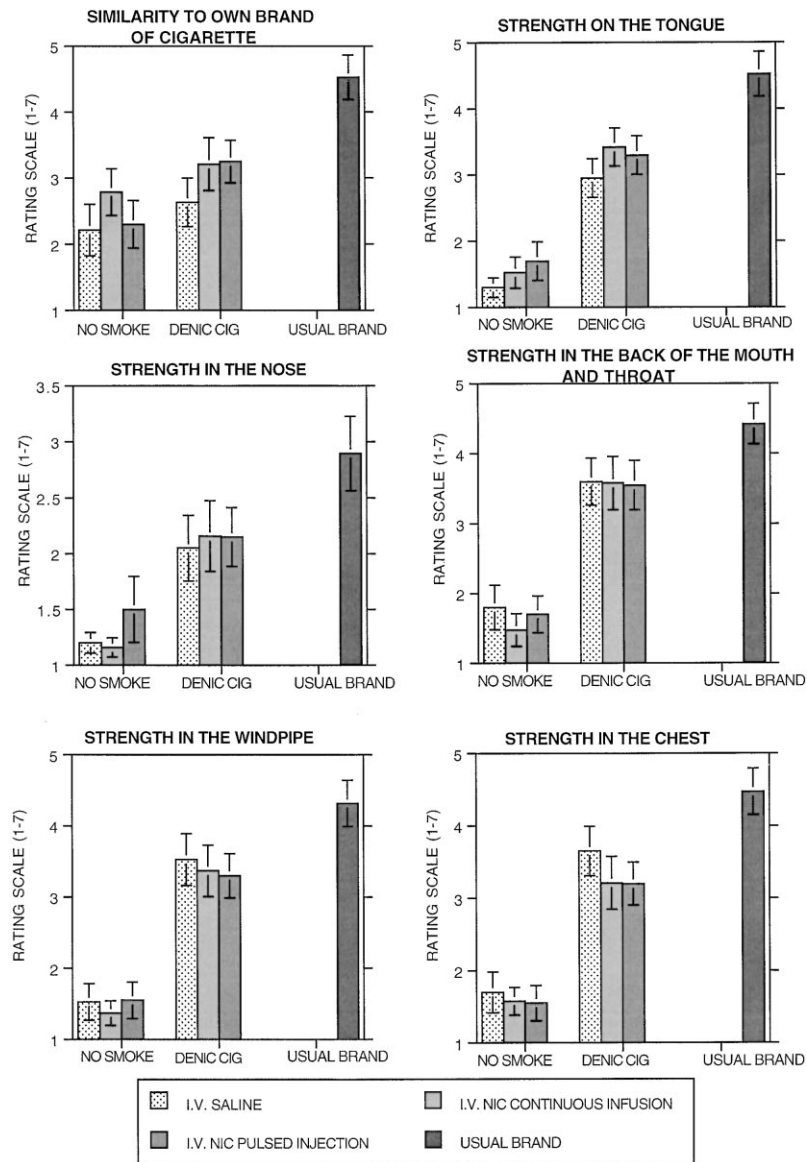 SIMILARITY TO OWN BRAND
OF CIGARETTE
RATING SCALE (1-7)
5
4
3
2
1
NO SMOKE
DENIC CIG
USUAL BRAND
STRENGTH ON THE TONGUE
RATING SCALE (1-7)
5
4
3
2
1
NO SMOKE
DENIC CIG
USUAL BRAND
STRENGTH IN THE NOSE
RATING SCALE (1-7)
3.5
3
2.5
2
1.5
1
NO SMOKE
DENIC CIG
USUAL BRAND
STRENGTH IN THE BACK OF THE MOUTH
AND THROAT
RATING SCALE (1-7)
5
4
3
2
1
NO SMOKE
DENIC CIG
USUAL BRAND
STRENGTH IN THE WINDPIPE
RATING SCALE (1-7)
5
4
3
2
1
NO SMOKE
DENIC CIG
USUAL BRAND
STRENGTH IN THE CHEST
RATING SCALE (1-7)
5
4
3
2
1
NO SMOKE
DENIC CIG
USUAL BRAND
I.V. SALINE
I.V. NIC CONTINUOUS INFUSION
I.V. NIC PULSED INJECTION
USUAL BRAND